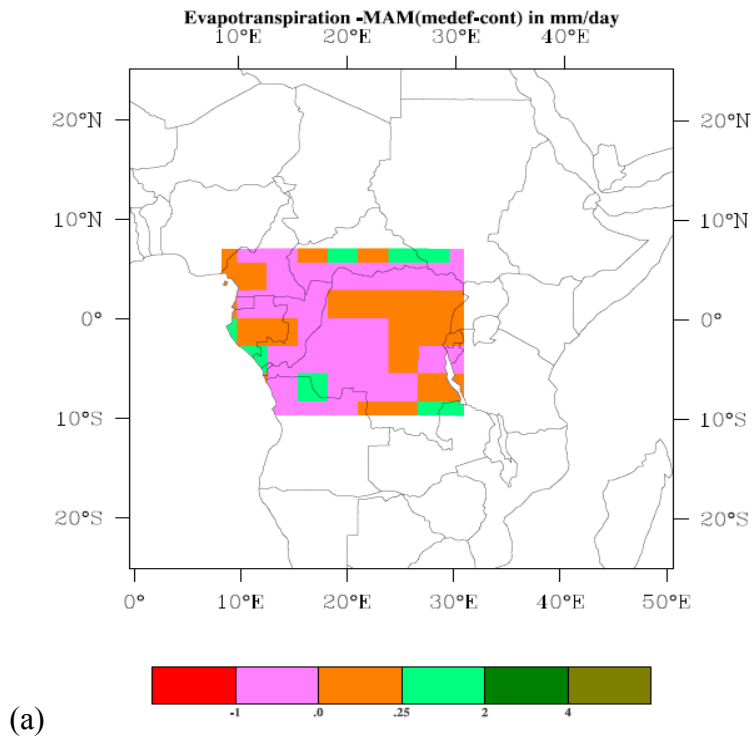 Evapotranspiration -MAM(medef-cont) in mm/day
10°E 20°E 30°E 40°E
20°N 20°N
10°N 10°N
0° 0°
10°S 10°S
20°S 20°S
0° 10°E 20°E 30°E 40°E 50°E
-1 .0 .25 2 4
(a)